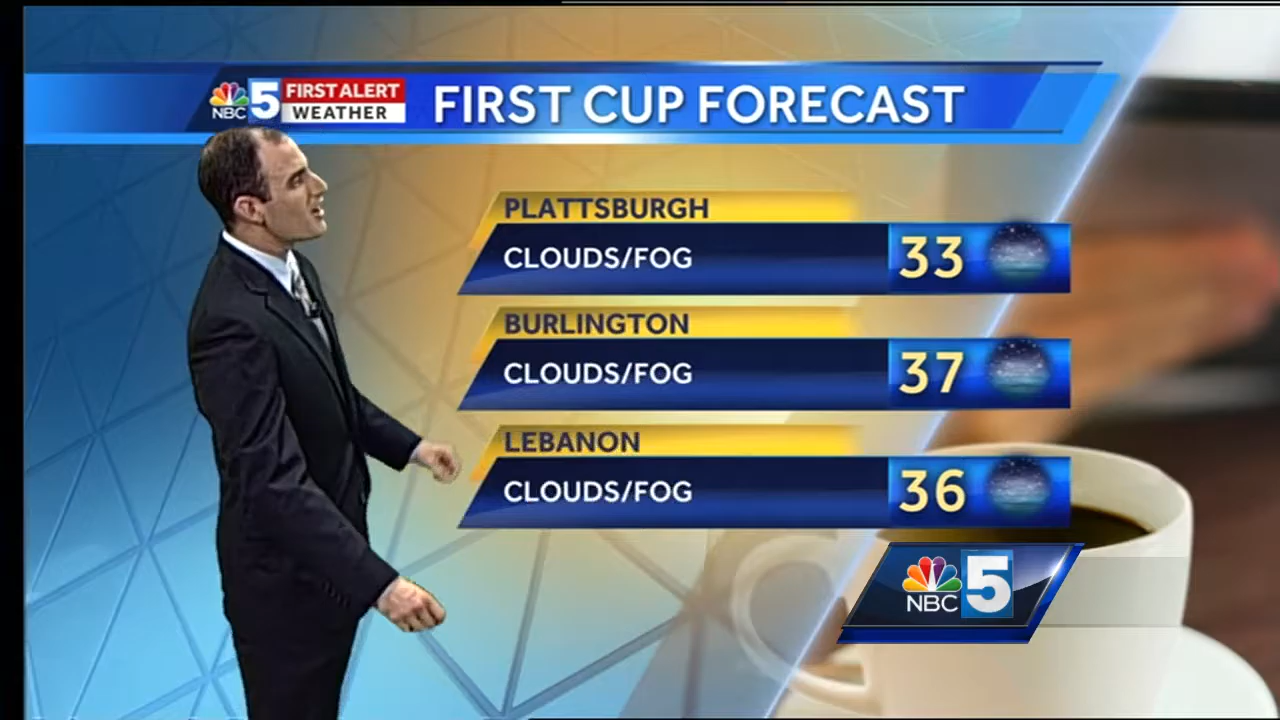 NBC 5 FIRST ALERT
WEATHER
FIRST CUP FORECAST
PLATTSBURGH
CLOUDS/FOG 33
BURLINGTON
CLOUDS/FOG 37
LEBANON
CLOUDS/FOG 36
NBC 5